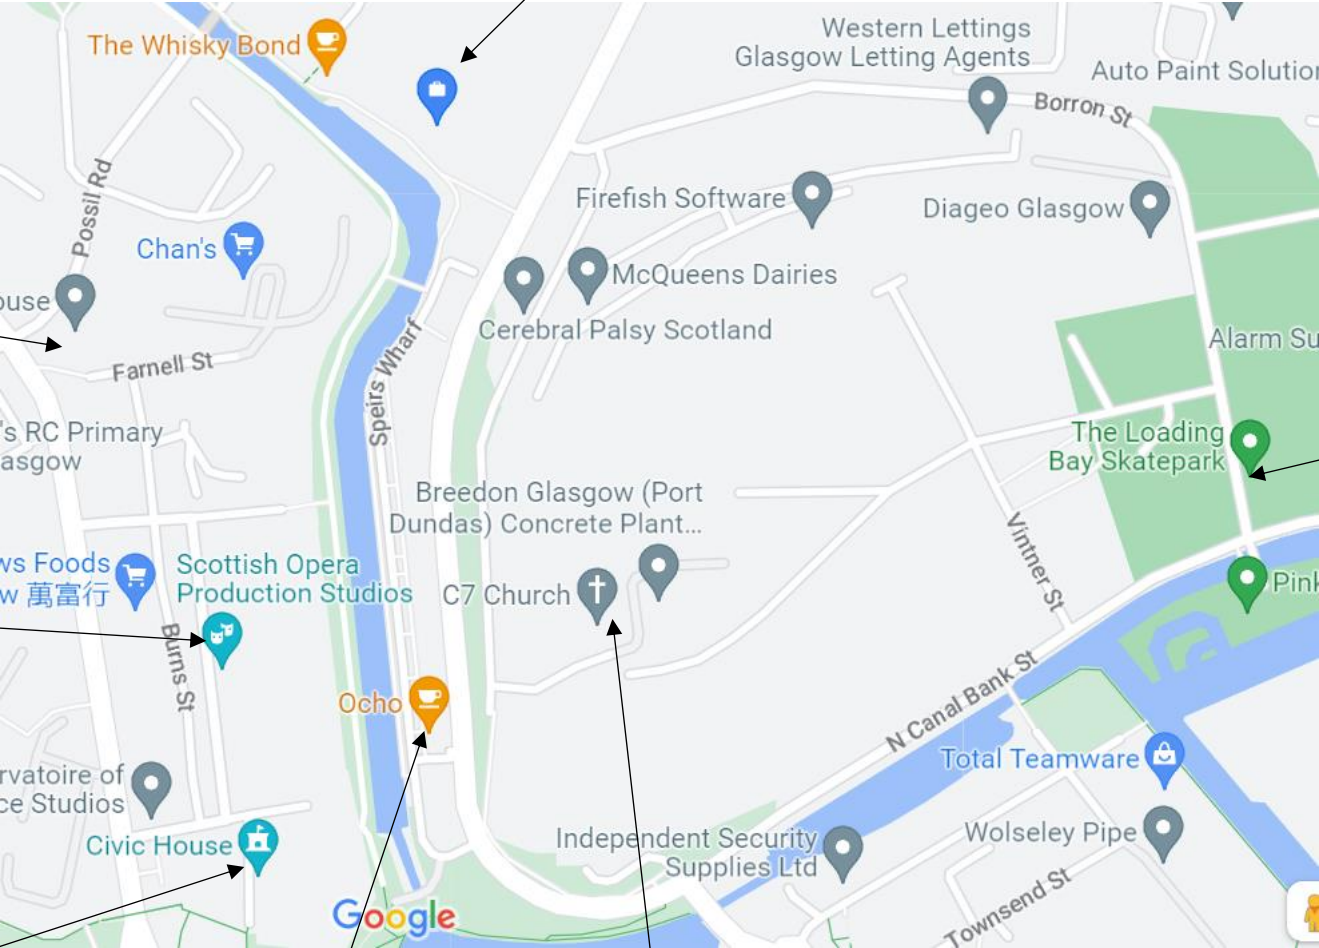 The Whisky Bond
Western Lettings
Glasgow Letting Agents
Auto Paint Solutio
Borron St
Possil Rd
Firefish Software
Diageo Glasgow
Chan's
McQueens Dairies
ouse
Cerebral Palsy Scotland
Speirs Wharf
Farnell St
Alarm Su
's RC Primary
asgow
The Loading
Bay Skatepark
Breedon Glasgow (Port
Dundas) Concrete Plant...
Vintner St
ws Foods
w 萬富行
Scottish Opera
Production Studios
C7 Church
Pink
Burns St
Ocho
N Canal Bank St
Total Teamware
rvatoire of
ce Studios
Civic House
Independent Security
Supplies Ltd
Wolseley Pipe
Townsend St
Google